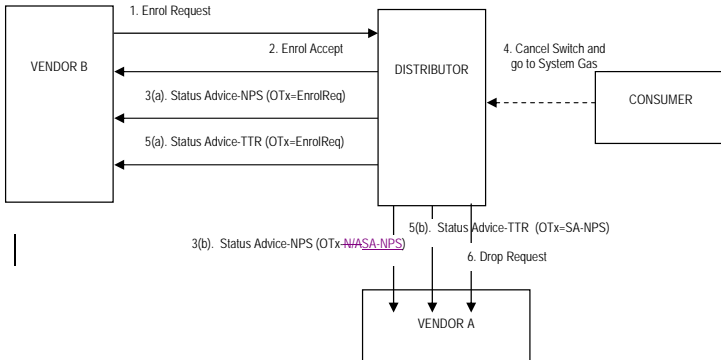 1. Enrol Request
VENDOR B
2. Enrol Accept
DISTRIBUTOR
4. Cancel Switch and
go to System Gas
CONSUMER
3(a). Status Advice-NPS (OTx=EnrolReq)
5(a). Status Advice-TTR (OTx=EnrolReq)
5(b). Status Advice-TTR (OTx=SA-NPS)
3(b). Status Advice-NPS (OTx-N/ASA-NPS)
6. Drop Request
VENDOR A